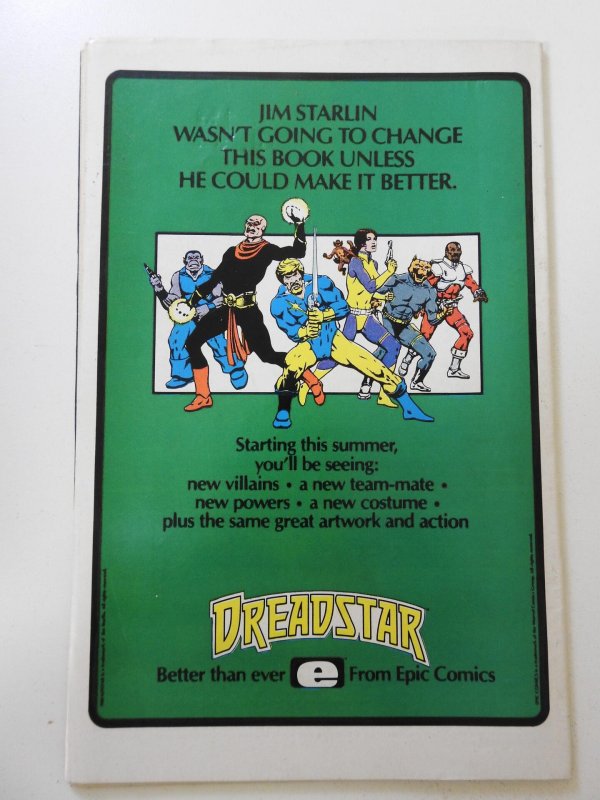 JIM STARLIN
WASN'T GOING TO CHANGE
THIS BOOK UNLESS
HE COULD MAKE IT BETTER.
Starting this summer,
you'll be seeing:
new villains • a new team-mate •
new powers • a new costume •
plus the same great artwork and action
DREADSTAR
Better than ever e From Epic Comics